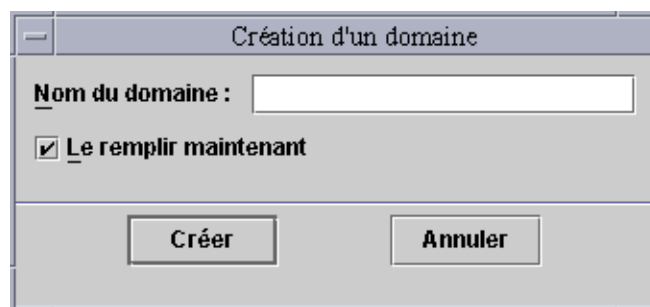 Création d'un domaine
Nom du domaine :
Le remplir maintenant
Créer Annuler